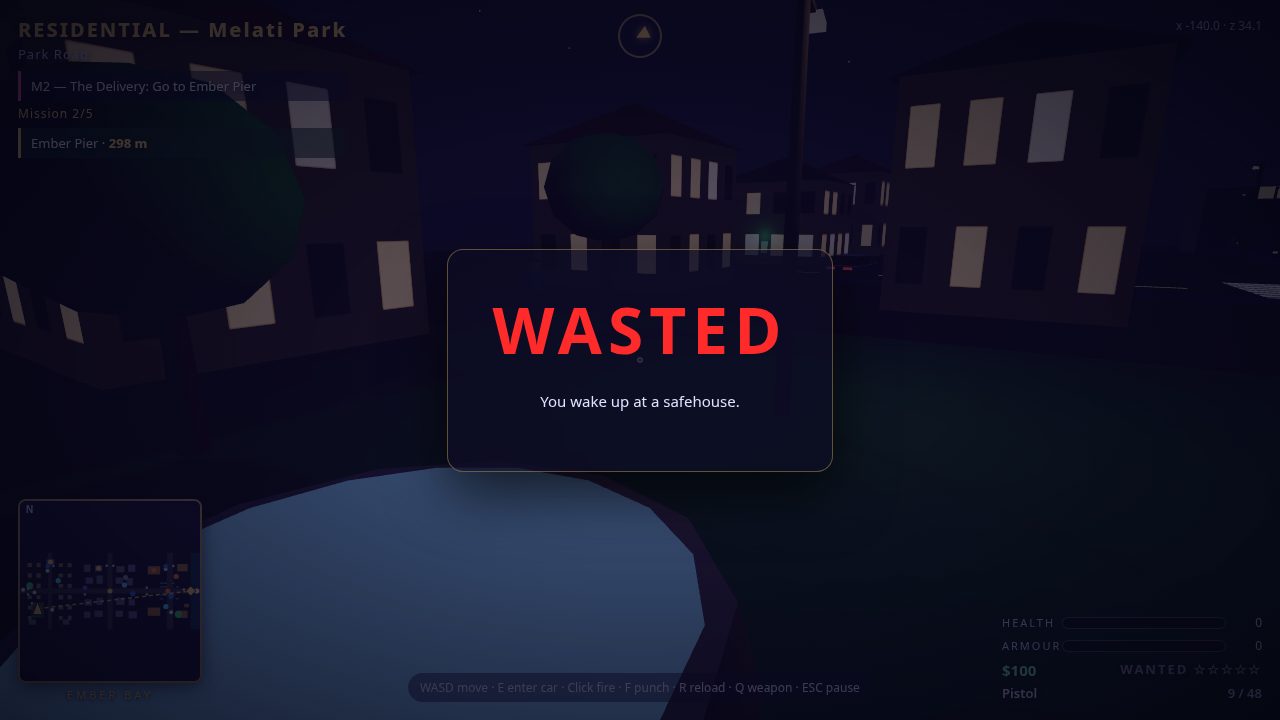 RESIDENTIAL — Melati Park
Park Road
x -140.0 · z 34.1
M2 — The Delivery: Go to Ember Pier
Mission 2/5
Ember Pier · 298 m
WASTED
You wake up at a safehouse.
N
EMBER BAY
WASD move · E enter car · Click fire · F punch · R reload · Q weapon · ESC pause
HEALTH 0
ARMOUR 0
$100 WANTED ☆☆☆☆☆
Pistol 9 / 48